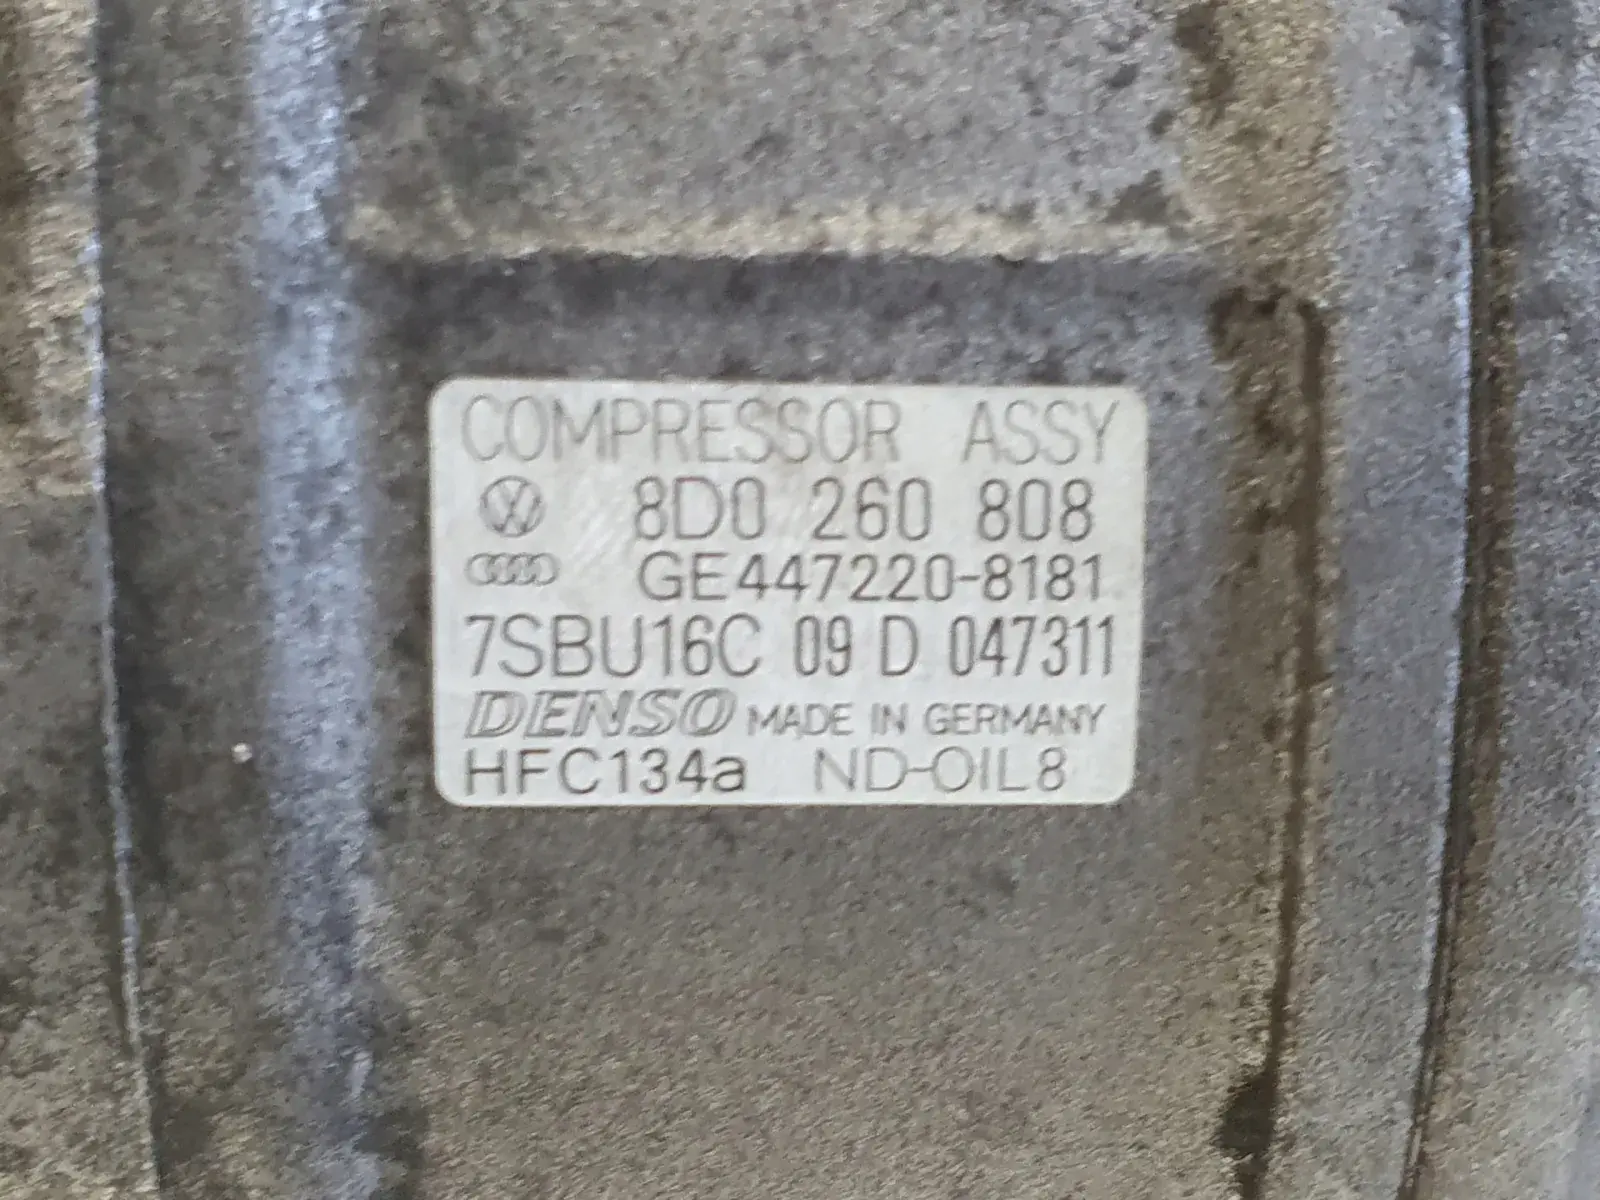 COMPRESSOR ASSY
8D0 260 808
GE447220-8181
7SBU16C 09 D 047311
DENSO MADE IN GERMANY
HFC134a ND-OIL8